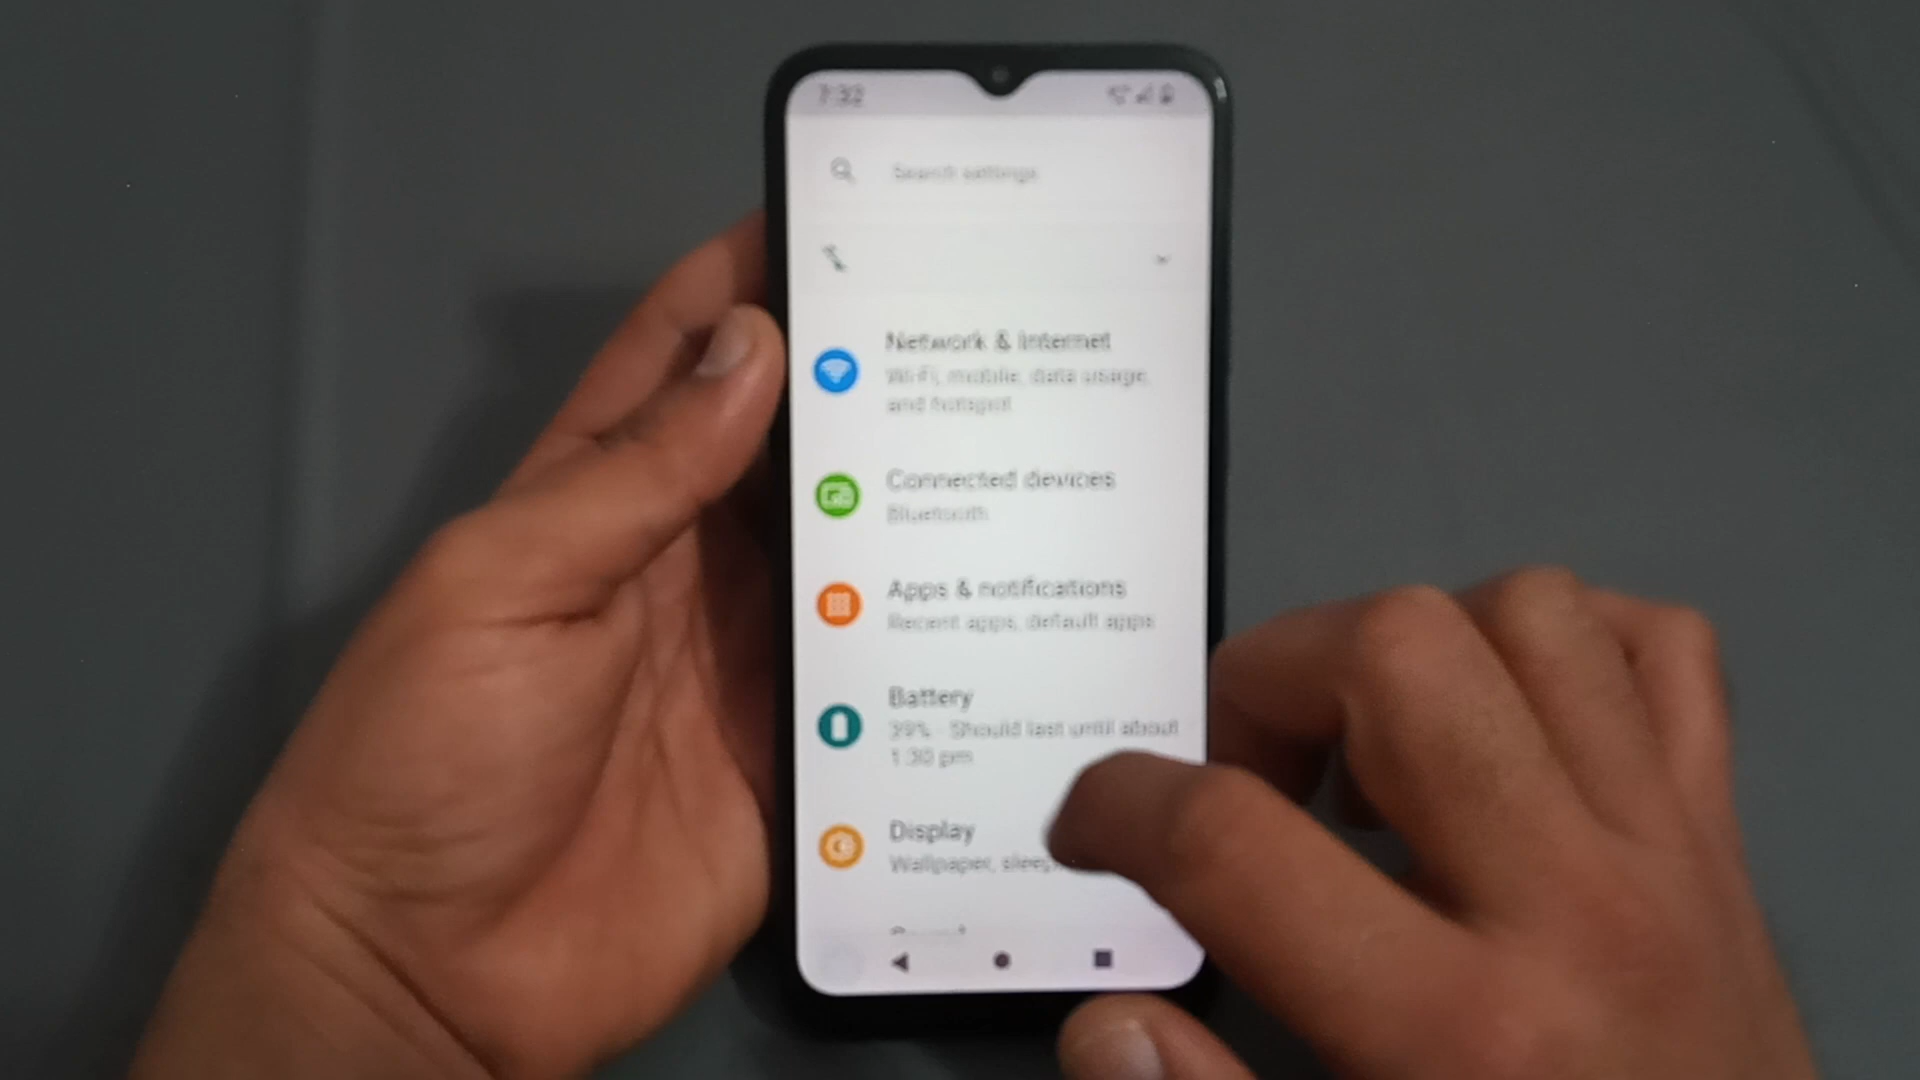 7:32
Search settings
Network & Internet
Wi-Fi, mobile, data usage,
and hotspot
Connected devices
Bluetooth
Apps & notifications
Recent apps, default apps
Battery
39% - Should last until about
1:30 pm
Display
Wallpaper, sleep,